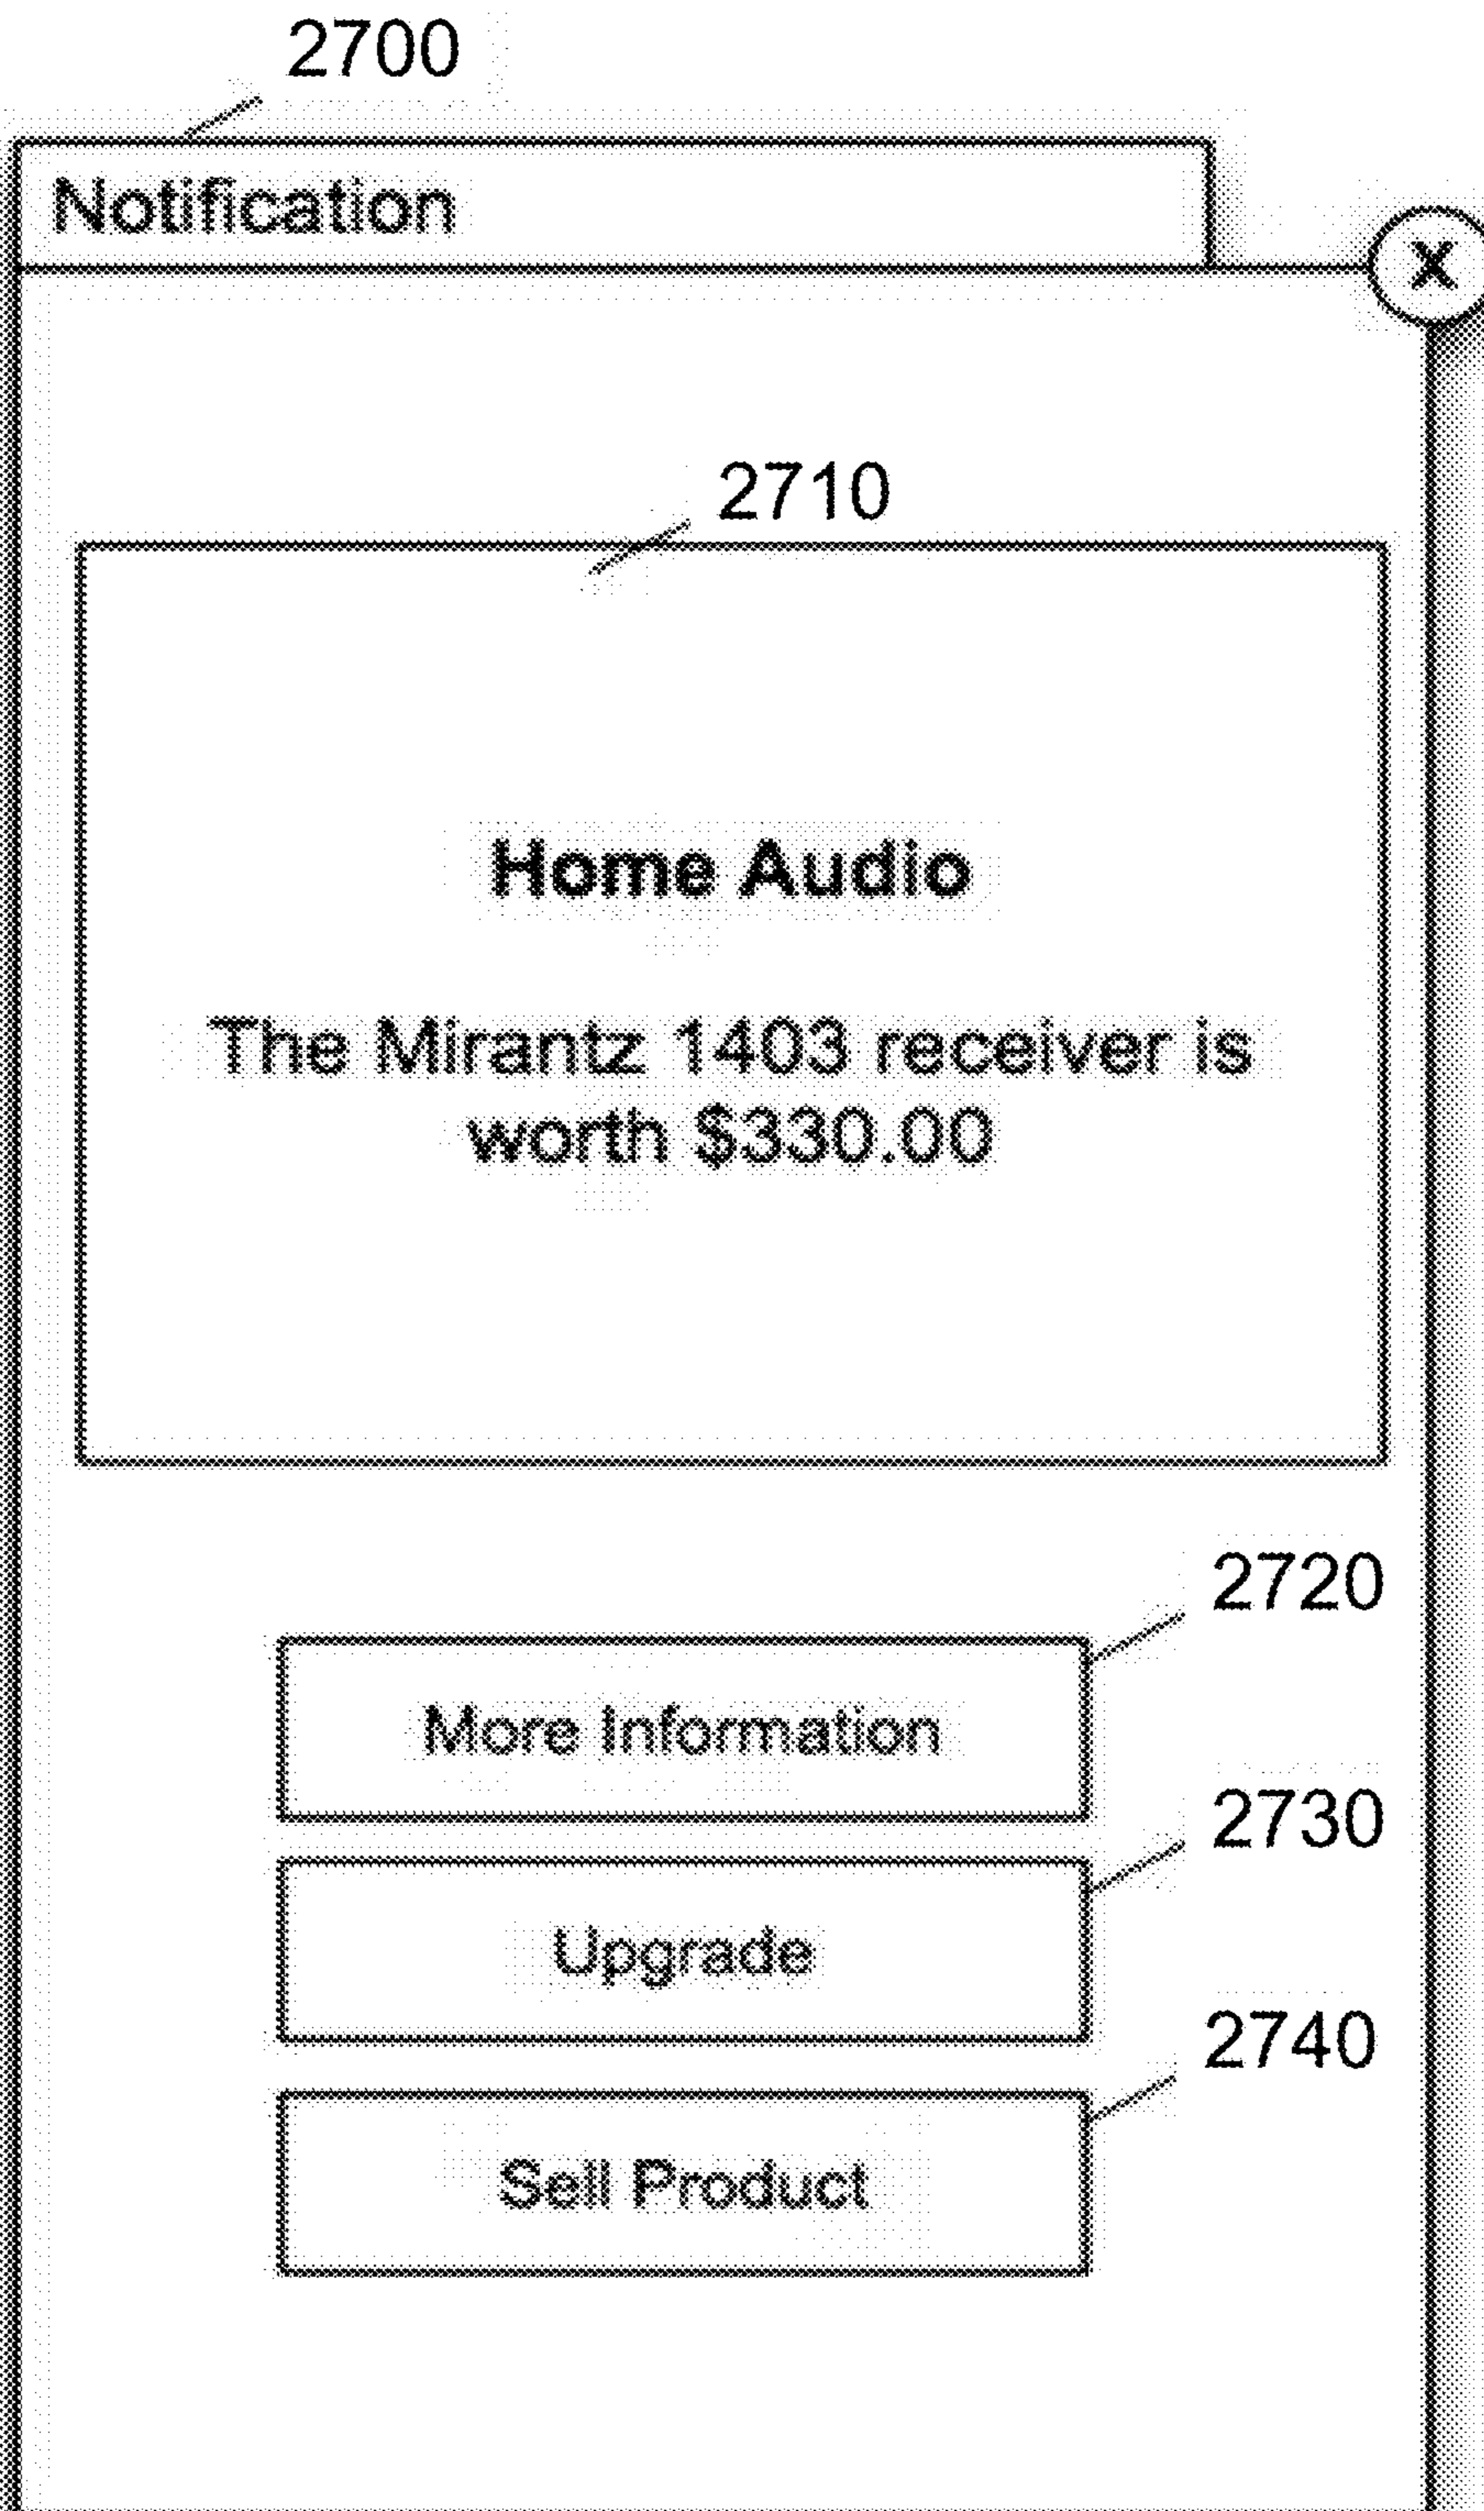 2700
Notification
X
2710
Home Audio
The Mirantz 1403 receiver is
worth $330.00
2720
More Information
2730
Upgrade
2740
Sell Product